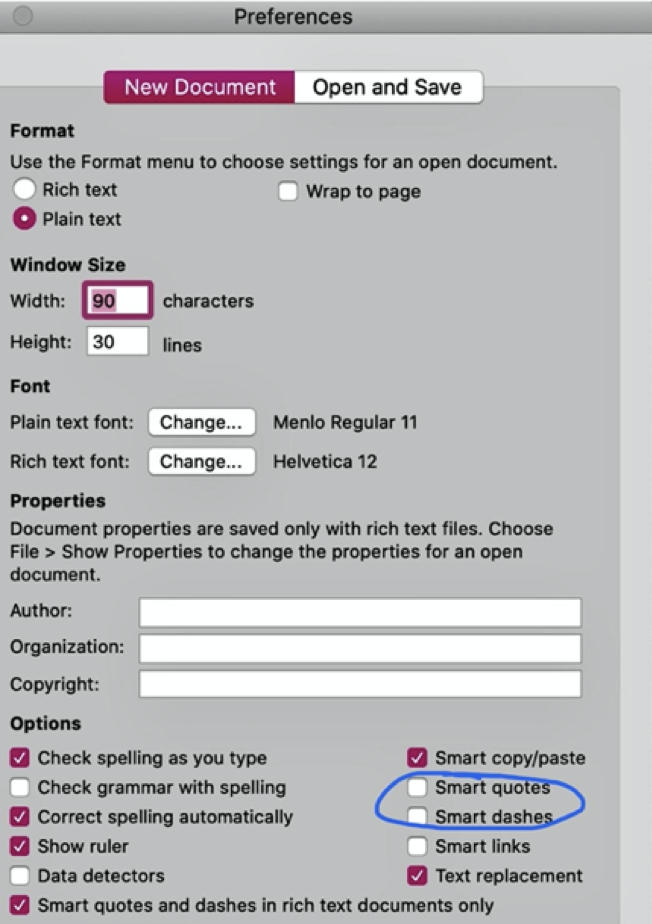 Preferences
New Document Open and Save
Format
Use the Format menu to choose settings for an open document.
Rich text Wrap to page
Plain text
Window Size
Width: 90 characters
Height: 30 lines
Font
Plain text font: Change... Menlo Regular 11
Rich text font: Change... Helvetica 12
Properties
Document properties are saved only with rich text files. Choose
File > Show Properties to change the properties for an open
document.
Author:
Organization:
Copyright:
Options
Check spelling as you type Smart copy/paste
Check grammar with spelling Smart quotes
Correct spelling automatically Smart dashes
Show ruler Smart links
Data detectors Text replacement
Smart quotes and dashes in rich text documents only